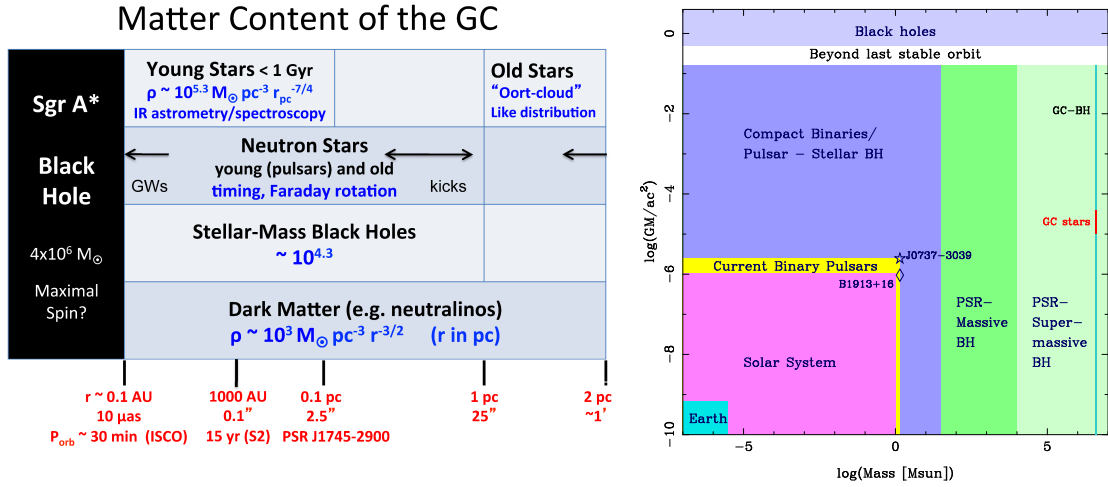 Matter Content of the GC
Sgr A*
Black
Hole
4x10⁶ M☉
Maximal
Spin?
Young Stars < 1 Gyr
ρ ~ 10⁵·³ M☉ pc⁻³ rpc⁻⁷/⁴
IR astrometry/spectroscopy
Old Stars
“Oort-cloud”
Like distribution
Neutron Stars
young (pulsars) and old
timing, Faraday rotation
GWs
kicks
Stellar-Mass Black Holes
~ 10⁴·³
Dark Matter (e.g. neutralinos)
ρ ~ 10³ M☉ pc⁻³ r⁻³/² (r in pc)
r ~ 0.1 AU
10 μas
Porb ~ 30 min (ISCO)
1000 AU
0.1”
15 yr (S2)
0.1 pc
2.5”
PSR J1745-2900
1 pc
25”
2 pc
~1’
log(GM/ac²)
0
−2
−4
−6
−8
−10
Black holes
Beyond last stable orbit
Compact Binaries/
Pulsar − Stellar BH
GC−BH
GC stars
Current Binary Pulsars
J0737−3039
B1913+16
Solar System
Earth
PSR−
Massive
BH
PSR−
Super−
massive
BH
−5
0
5
log(Mass [Msun])